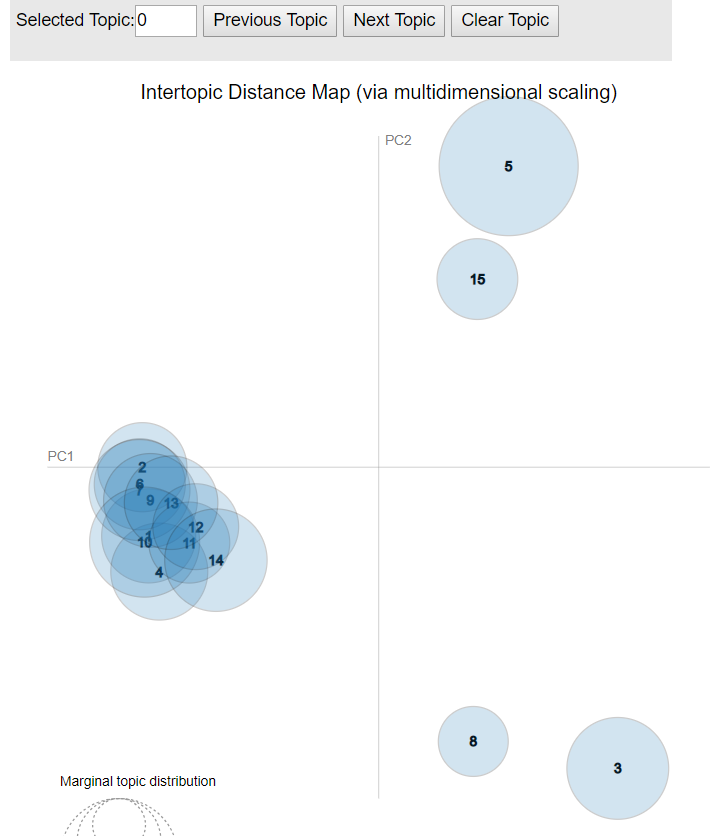 Selected Topic: 0 Previous Topic Next Topic Clear Topic
Intertopic Distance Map (via multidimensional scaling)
PC2
5
15
PC1
2
6
7
9 13
12
1
10 11
14
4
8
3
Marginal topic distribution